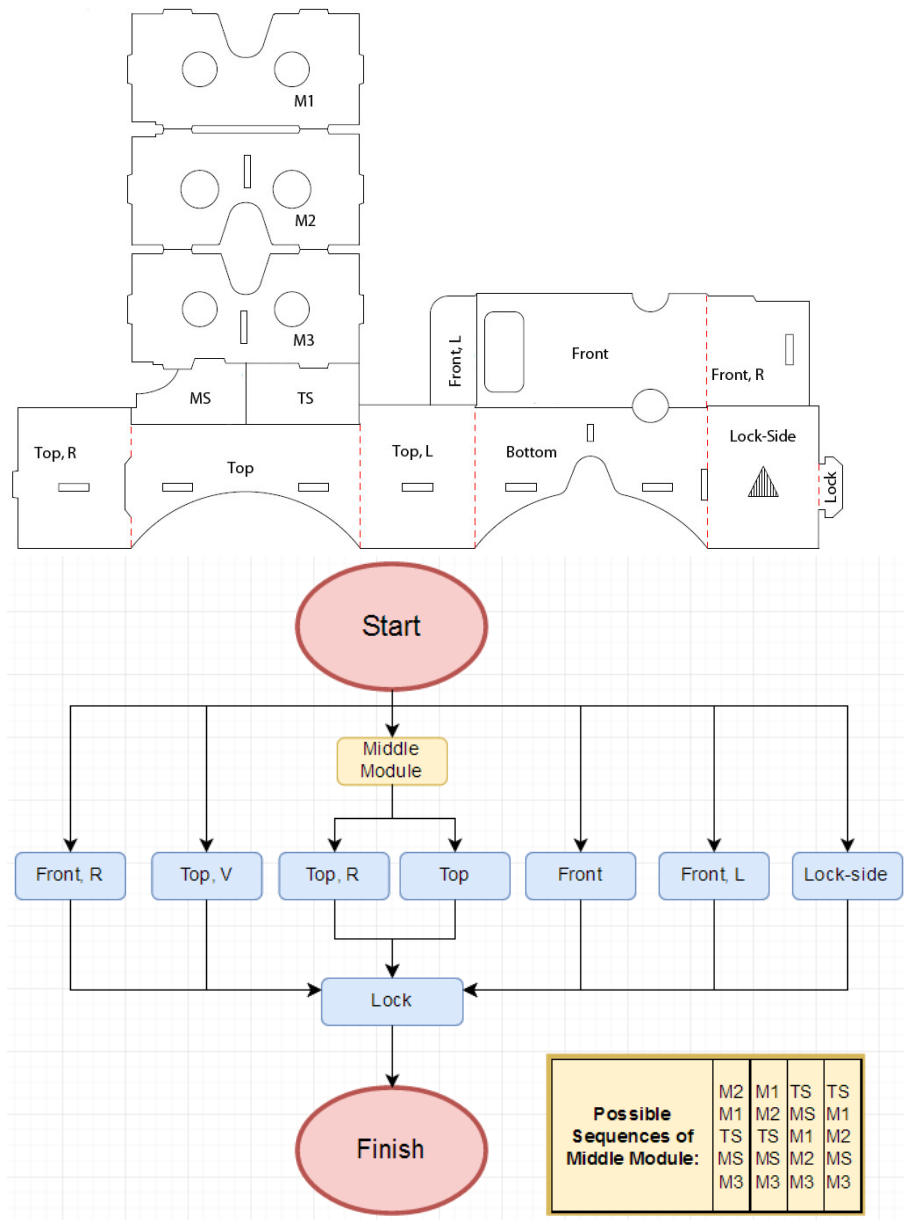 M1
M2
M3
MS
TS
Front, L
Front
Front, R
Top, R
Top
Top, L
Bottom
Lock-Side
Lock
Start
Middle
Module
Front, R
Top, V
Top, R
Top
Front
Front, L
Lock-side
Lock
Finish
Possible
Sequences of
Middle Module:
M2 M1 TS TS
M1 M2 MS M1
TS TS M1 M2
MS MS M2 MS
M3 M3 M3 M3